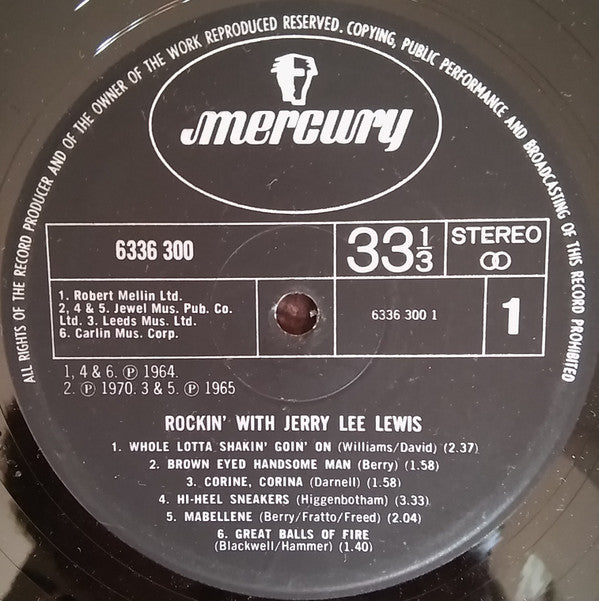 ALL RIGHTS OF THE RECORD PRODUCER AND OF THE OWNER OF THE WORK REPRODUCED RESERVED. COPYING, PUBLIC PERFORMANCE AND BROADCASTING OF THIS RECORD PROHIBITED
mercury
6336 300
33 1/3
STEREO
1. Robert Mellin Ltd.
2, 4 & 5. Jewel Mus. Pub. Co.
Ltd. 3. Leeds Mus. Ltd.
6. Carlin Mus. Corp.
6336 300 1
1
1, 4 & 6. Ⓟ 1964.
2. Ⓟ 1970. 3 & 5. Ⓟ 1965
ROCKIN' WITH JERRY LEE LEWIS
1. WHOLE LOTTA SHAKIN' GOIN' ON (Williams/David) (2.37)
2. BROWN EYED HANDSOME MAN (Berry) (1.58)
3. CORINE, CORINA (Darnell) (1.58)
4. HI-HEEL SNEAKERS (Higgenbotham) (3.33)
5. MABELLENE (Berry/Fratto/Freed) (2.04)
6. GREAT BALLS OF FIRE
(Blackwell/Hammer) (1.40)